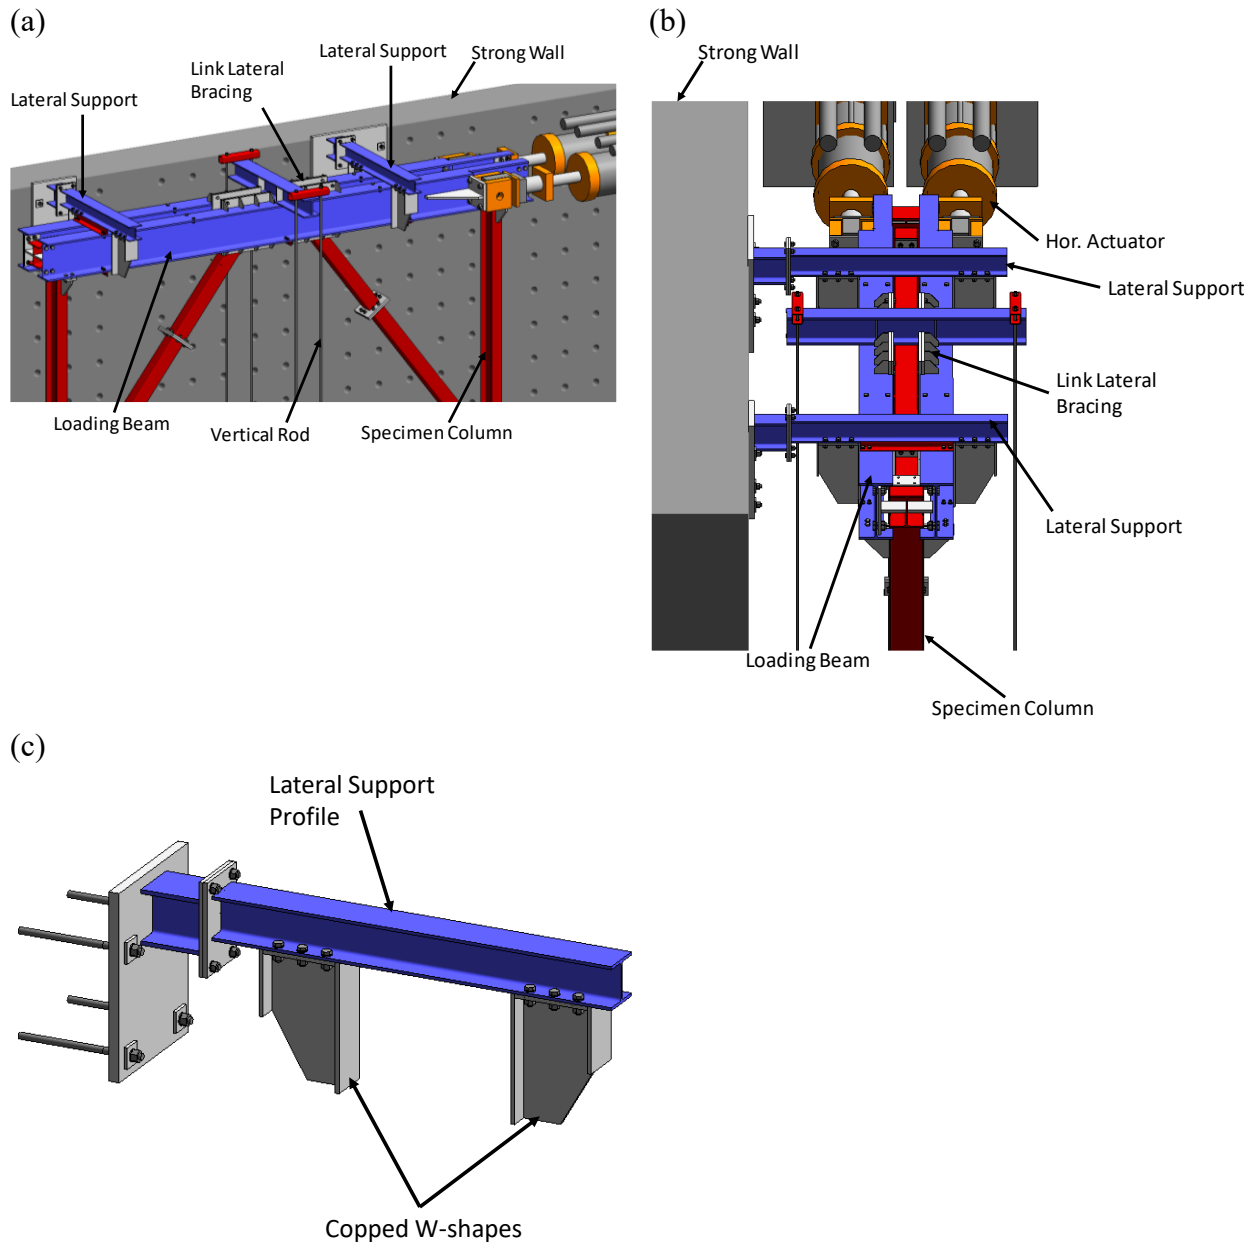 (a)
Lateral Support
Strong Wall
Link Lateral
Bracing
Lateral Support
Loading Beam
Vertical Rod
Specimen Column
(b)
Strong Wall
Hor. Actuator
Lateral Support
Link Lateral
Bracing
Lateral Support
Loading Beam
Specimen Column
(c)
Lateral Support
Profile
Copped W-shapes